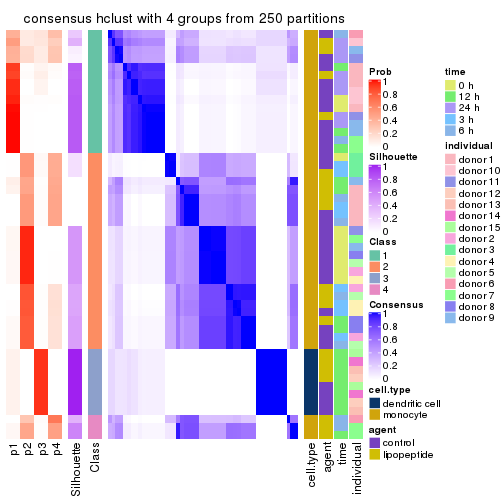 consensus hclust with 4 groups from 250 partitions
p1
p2
p3
p4
Silhouette
Class
cell.type
agent
time
individual
Prob
1
0.8
0.6
0.4
0.2
0
Silhouette
1
0.8
0.6
0.4
0.2
0
Class
1
2
3
4
Consensus
1
0.8
0.6
0.4
0.2
0
cell.type
dendritic cell
monocyte
agent
control
lipopeptide
time
0 h
12 h
24 h
3 h
6 h
individual
donor 1
donor 10
donor 11
donor 12
donor 13
donor 14
donor 15
donor 2
donor 3
donor 4
donor 5
donor 6
donor 7
donor 8
donor 9